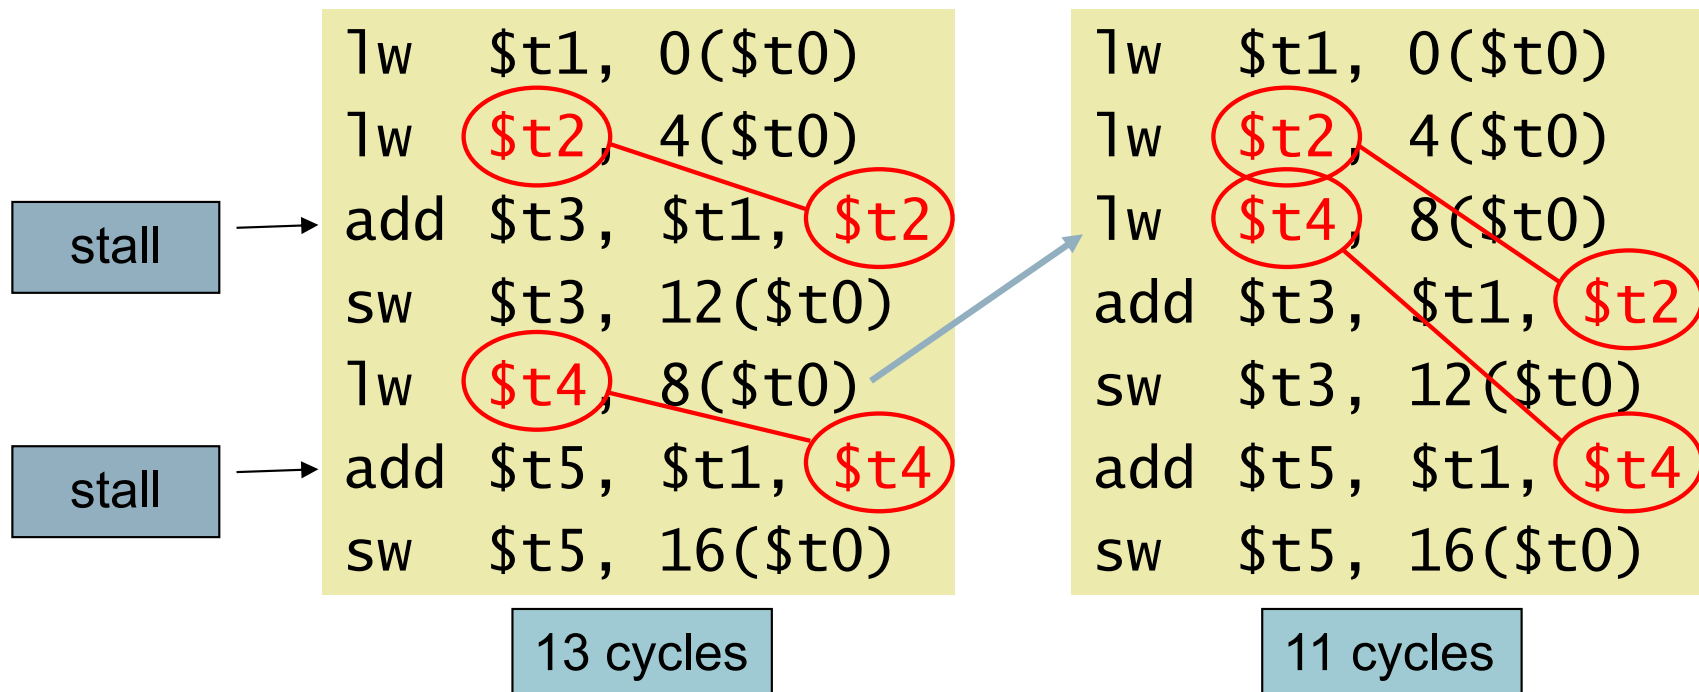 lw $t1, 0($t0)
lw $t2, 4($t0)
add $t3, $t1, $t2
sw $t3, 12($t0)
lw $t4, 8($t0)
add $t5, $t1, $t4
sw $t5, 16($t0)
stall
stall
13 cycles
lw $t1, 0($t0)
lw $t2, 4($t0)
lw $t4, 8($t0)
add $t3, $t1, $t2
sw $t3, 12($t0)
add $t5, $t1, $t4
sw $t5, 16($t0)
11 cycles